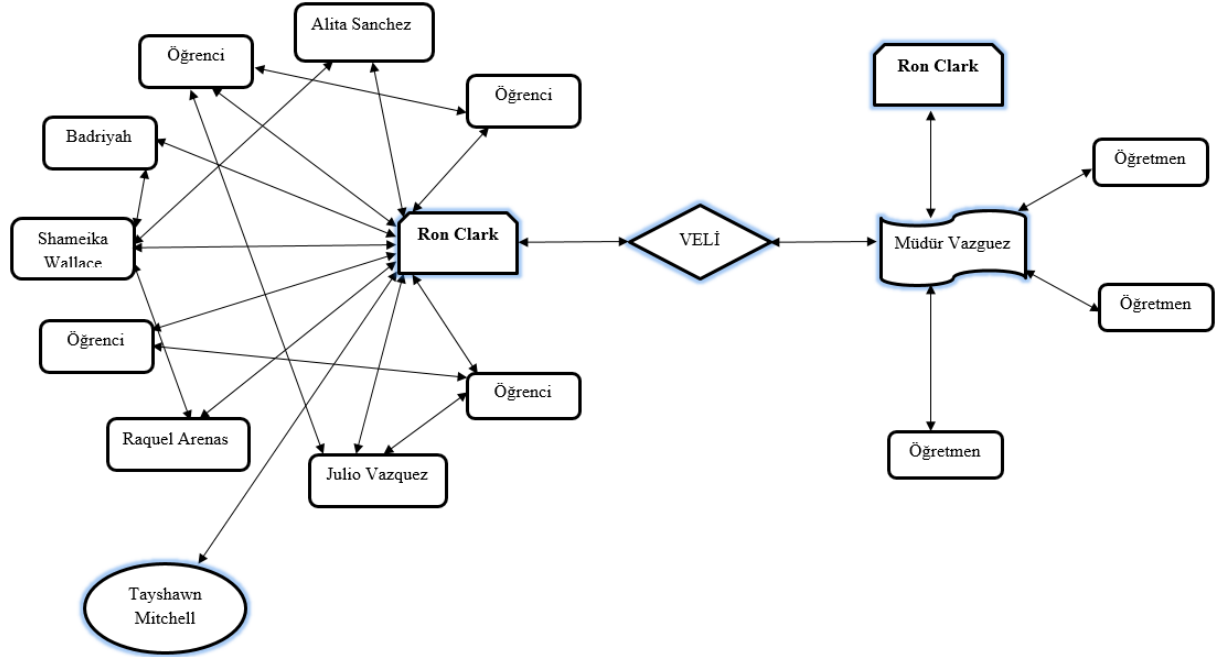 Alita Sanchez
Öğrenci
Ron Clark
Öğrenci
Badriyah
Öğretmen
Shameika
Wallace
Ron Clark
VELİ
Müdür Vazguez
Öğretmen
Öğrenci
Öğrenci
Raquel Arenas
Julio Vazquez
Öğretmen
Tayshawn
Mitchell